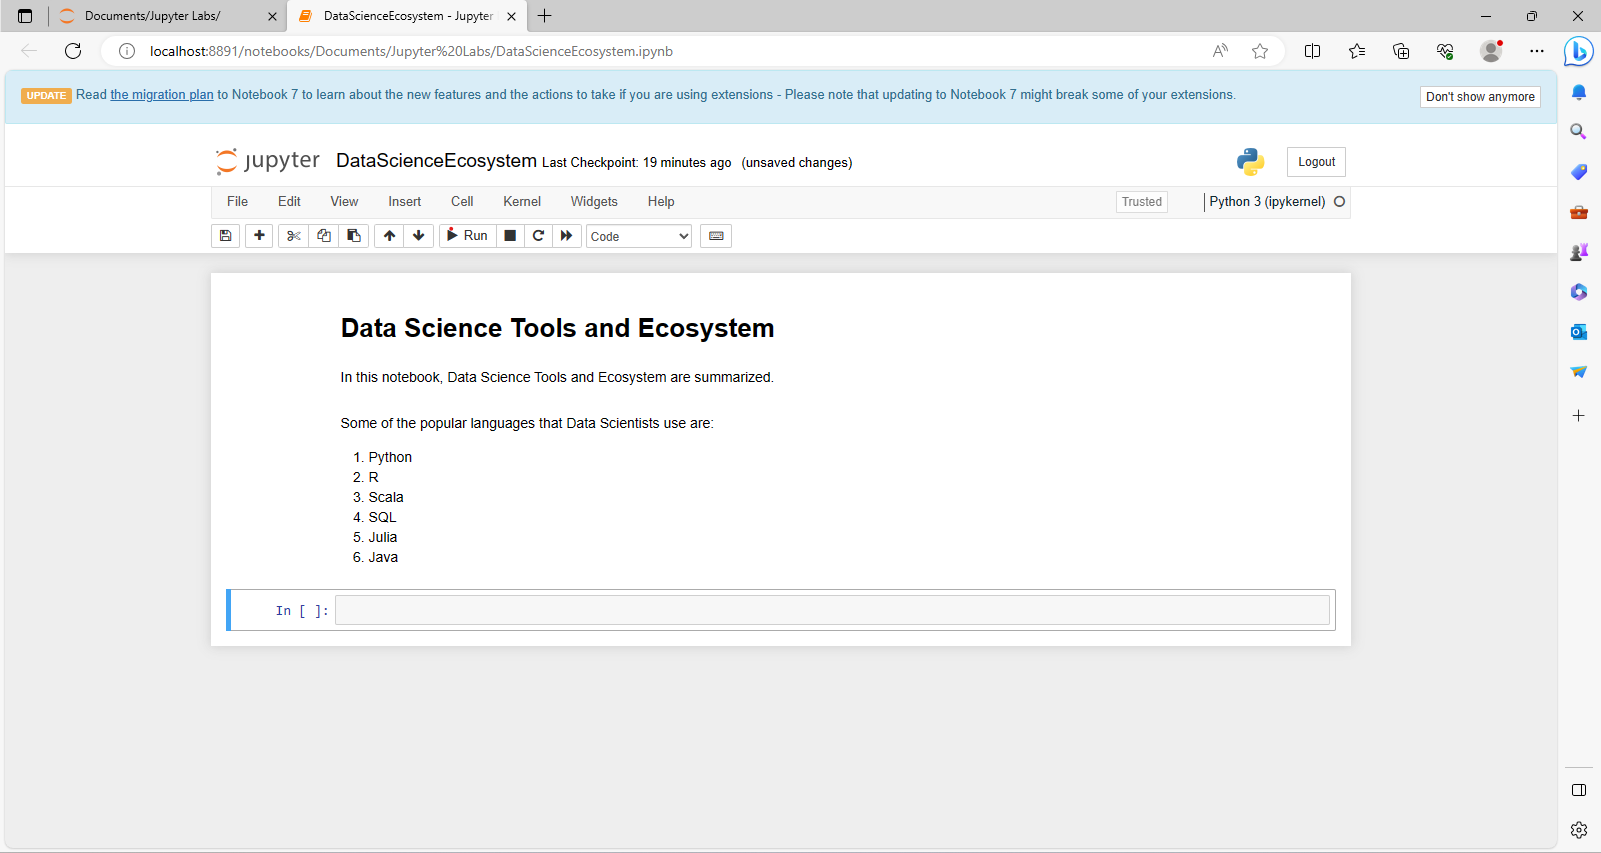 Documents/Jupyter Labs/
DataScienceEcosystem - Jupyter
localhost:8891/notebooks/Documents/Jupyter%20Labs/DataScienceEcosystem.ipynb
UPDATE Read the migration plan to Notebook 7 to learn about the new features and the actions to take if you are using extensions - Please note that updating to Notebook 7 might break some of your extensions.
Don't show anymore
jupyter DataScienceEcosystem Last Checkpoint: 19 minutes ago (unsaved changes)
Logout
File Edit View Insert Cell Kernel Widgets Help
Trusted
Python 3 (ipykernel)
Run
Code
Data Science Tools and Ecosystem
In this notebook, Data Science Tools and Ecosystem are summarized.
Some of the popular languages that Data Scientists use are:
1. Python
2. R
3. Scala
4. SQL
5. Julia
6. Java
In [ ]: